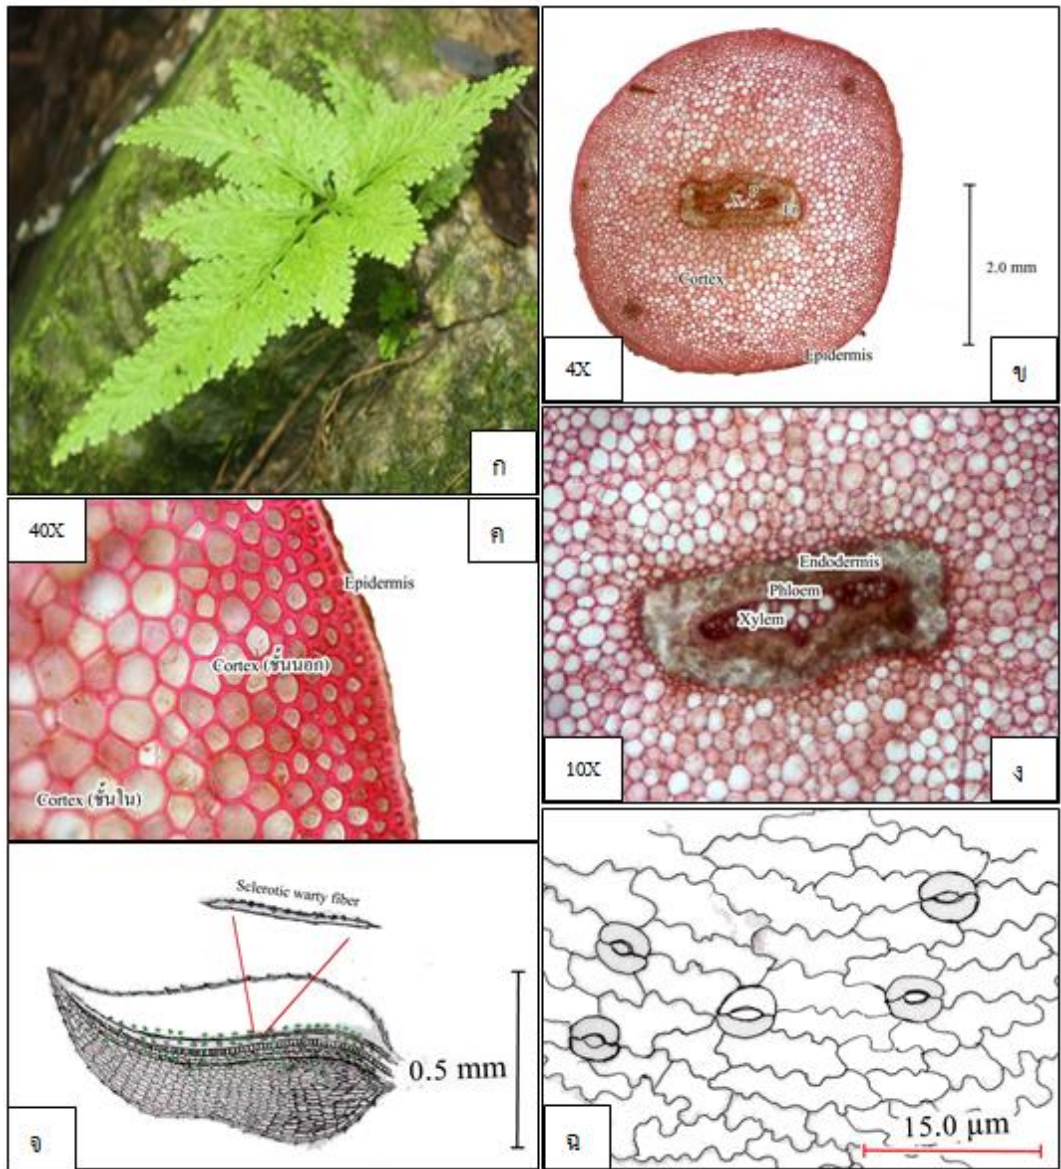 ก
2.0 mm
Cortex
Epidermis
4X
ข
40X
ค
Epidermis
Cortex (ชั้นนอก)
Cortex (ชั้นใน)
Endodermis
Phloem
Xylem
10X
ง
Sclerotic warty fiber
0.5 mm
จ
15.0 µm
ฉ